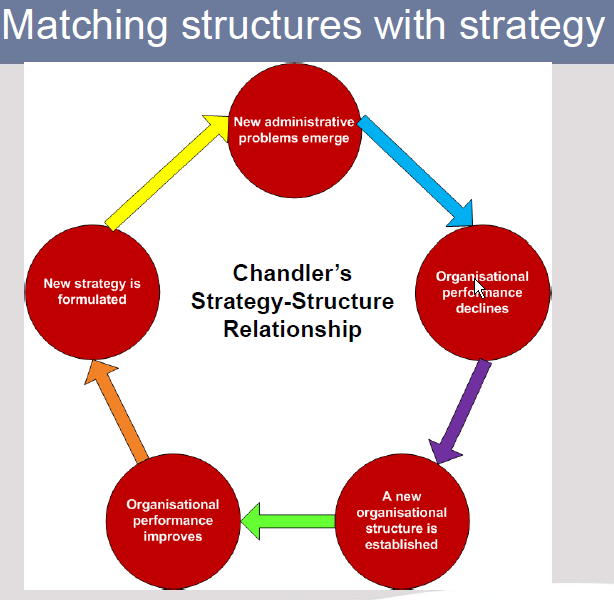 Matching structures with strategy
New administrative
problems emerge
Organisational
performance
declines
A new
organisational
structure is
established
Organisational
performance
improves
New strategy is
formulated
Chandler's
Strategy-Structure
Relationship